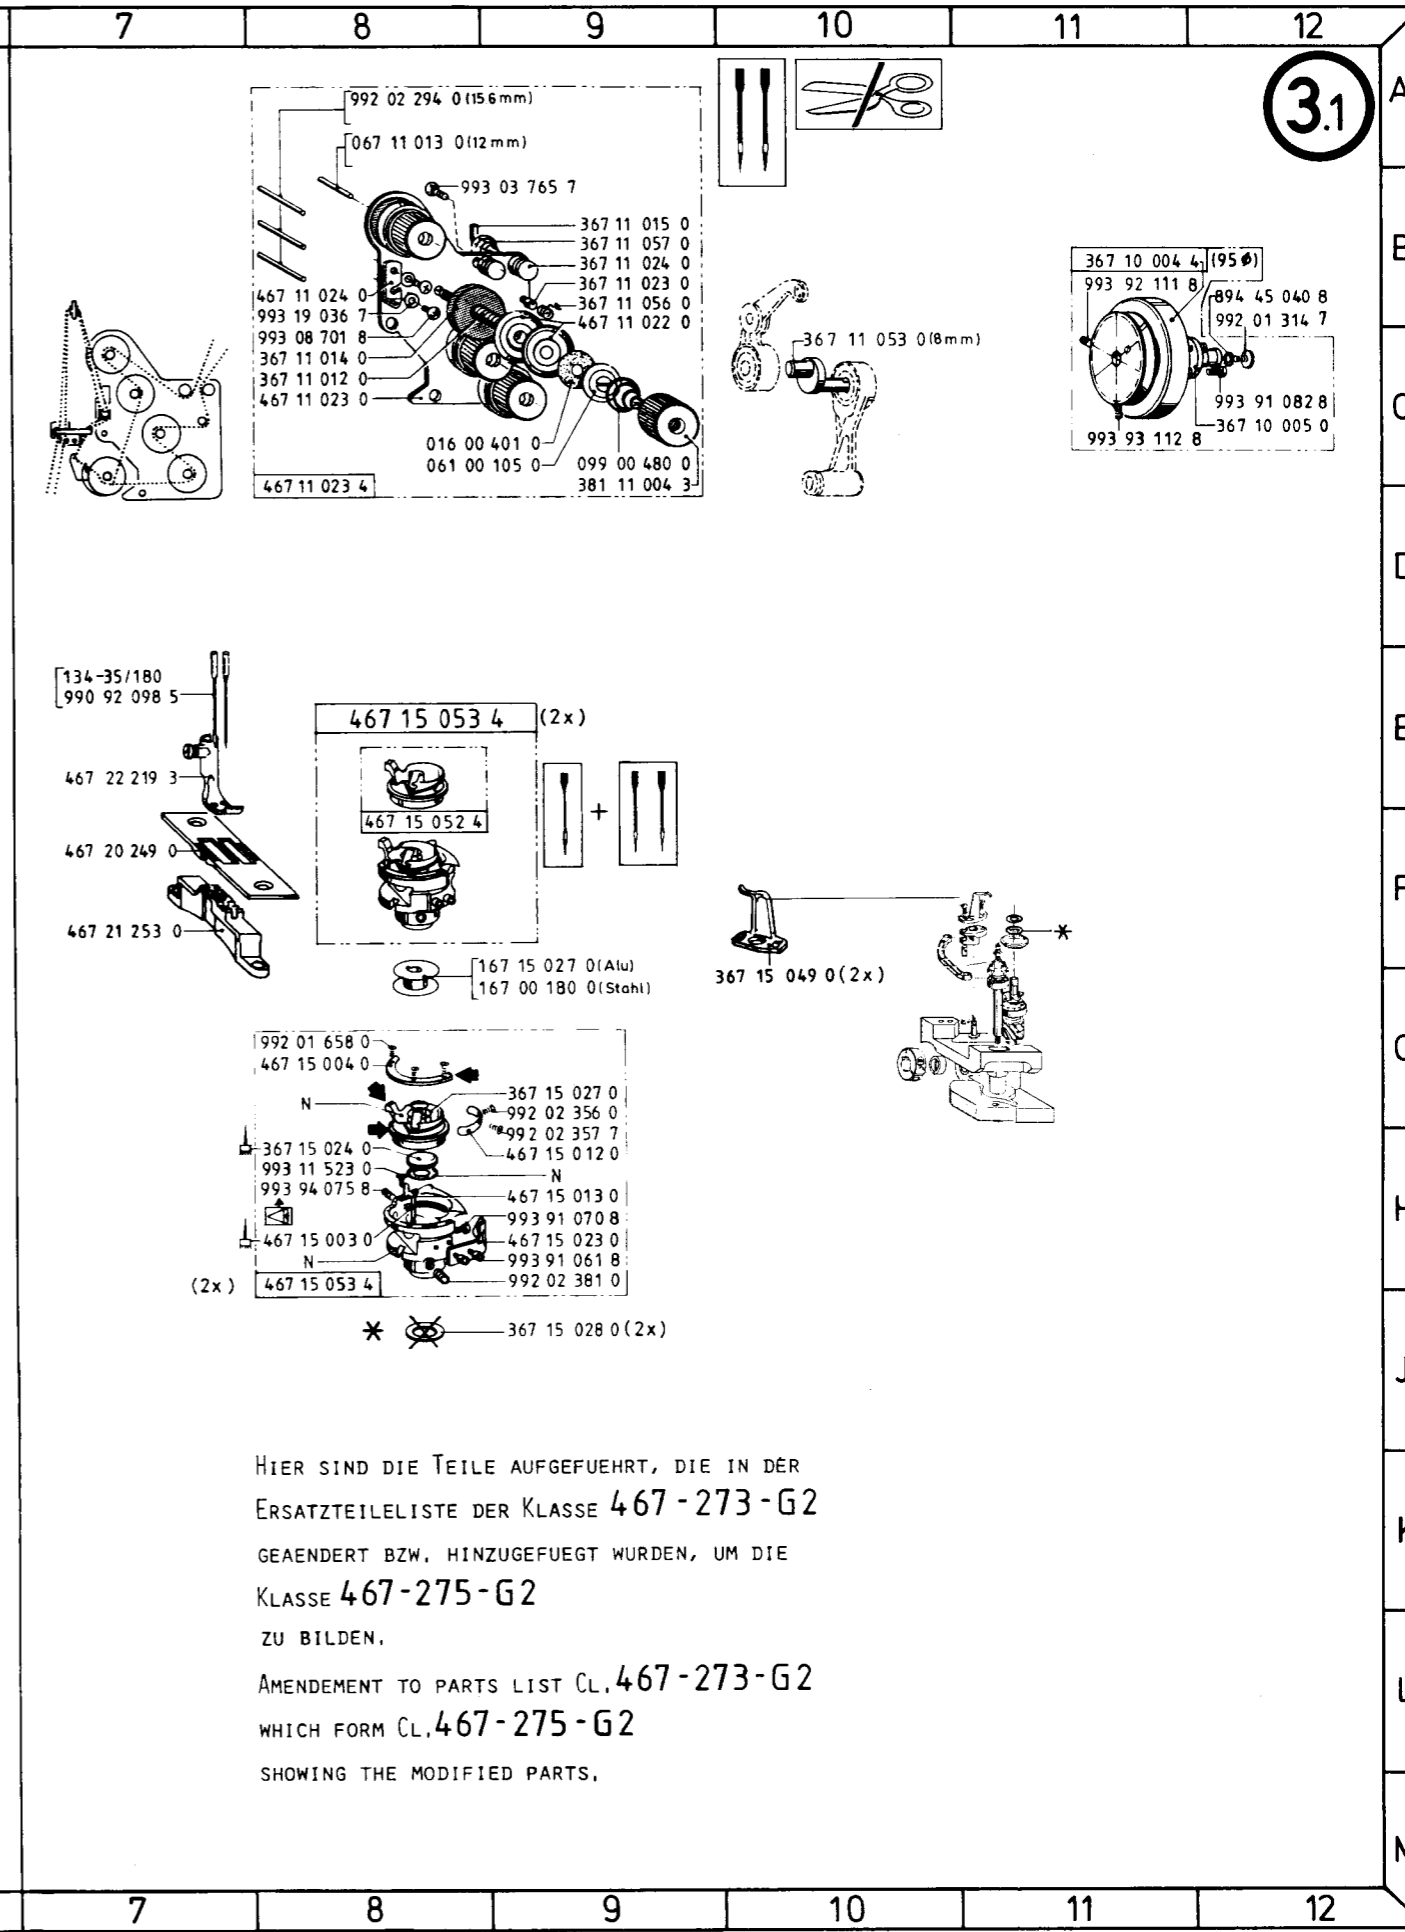 7 8 9 10 11 12
3.1
A
992 02 294 0 (15.6mm)
067 11 013 0 (12mm)
993 03 765 7
B
367 11 015 0
367 11 057 0
367 11 024 0
367 11 023 0
367 11 056 0
467 11 022 0
467 11 024 0
993 19 036 7
993 08 701 8
367 11 014 0
367 11 012 0
467 11 023 0
016 00 401 0
061 00 105 0
099 00 480 0
381 11 004 3
467 11 023 4
367 11 053 0 (8mm)
367 10 004 4 (95 ø)
993 92 111 8
894 45 040 8
992 01 314 7
C
993 91 082 8
367 10 005 0
993 93 112 8
D
134-35/180
990 92 098 5
467 22 219 3
467 20 249 0
467 21 253 0
E
467 15 053 4 (2x)
467 15 052 4
+
F
167 15 027 0 (Alu)
167 00 180 0 (Stahl)
367 15 049 0 (2x)
*
G
992 01 658 0
467 15 004 0
N
367 15 027 0
992 02 356 0
992 02 357 7
467 15 012 0
367 15 024 0
993 11 523 0
N
993 94 075 8
H
467 15 013 0
993 91 070 8
467 15 003 0
467 15 023 0
N
993 91 061 8
992 02 381 0
(2x) 467 15 053 4
* 367 15 028 0 (2x)
J
HIER SIND DIE TEILE AUFGEFUEHRT, DIE IN DER
ERSATZTEILELISTE DER KLASSE 467-273-G2
K
GEAENDERT BZW. HINZUGEFUEGT WURDEN, UM DIE
KLASSE 467-275-G2
ZU BILDEN.
AMENDEMENT TO PARTS LIST CL. 467-273-G2
L
WHICH FORM CL. 467-275-G2
SHOWING THE MODIFIED PARTS.
7 8 9 10 11 12